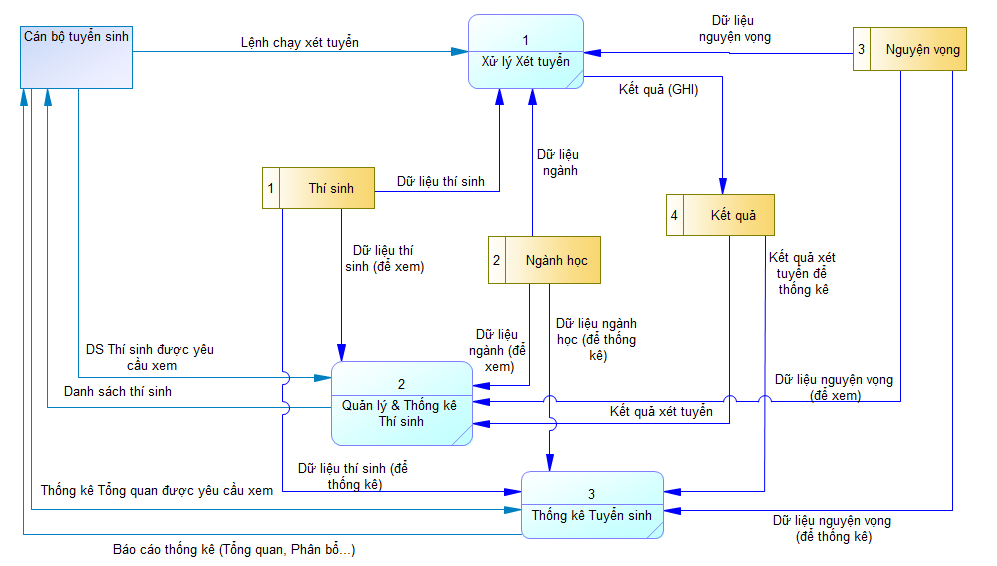 Cán bộ tuyển sinh
Lệnh chạy xét tuyển
1
Xử lý Xét tuyển
Dữ liệu
nguyện vọng
3
Nguyện vọng
Kết quả (GHI)
Dữ liệu
ngành
1
Thí sinh
Dữ liệu thí sinh
4
Kết quả
Dữ liệu thí
sinh (để xem)
2
Ngành học
Kết quả xét
tuyển để
thống kê
Dữ liệu
ngành (để
xem)
Dữ liệu ngành
học (để thống
kê)
DS Thí sinh được yêu
cầu xem
Danh sách thí sinh
2
Quản lý & Thống kê
Thí sinh
Dữ liệu nguyện vọng
(để xem)
Kết quả xét tuyển
Dữ liệu thí sinh (để
thống kê)
Thống kê Tổng quan được yêu cầu xem
3
Thống kê Tuyển sinh
Dữ liệu nguyện vọng
(để thống kê)
Báo cáo thống kê (Tổng quan, Phân bổ...)